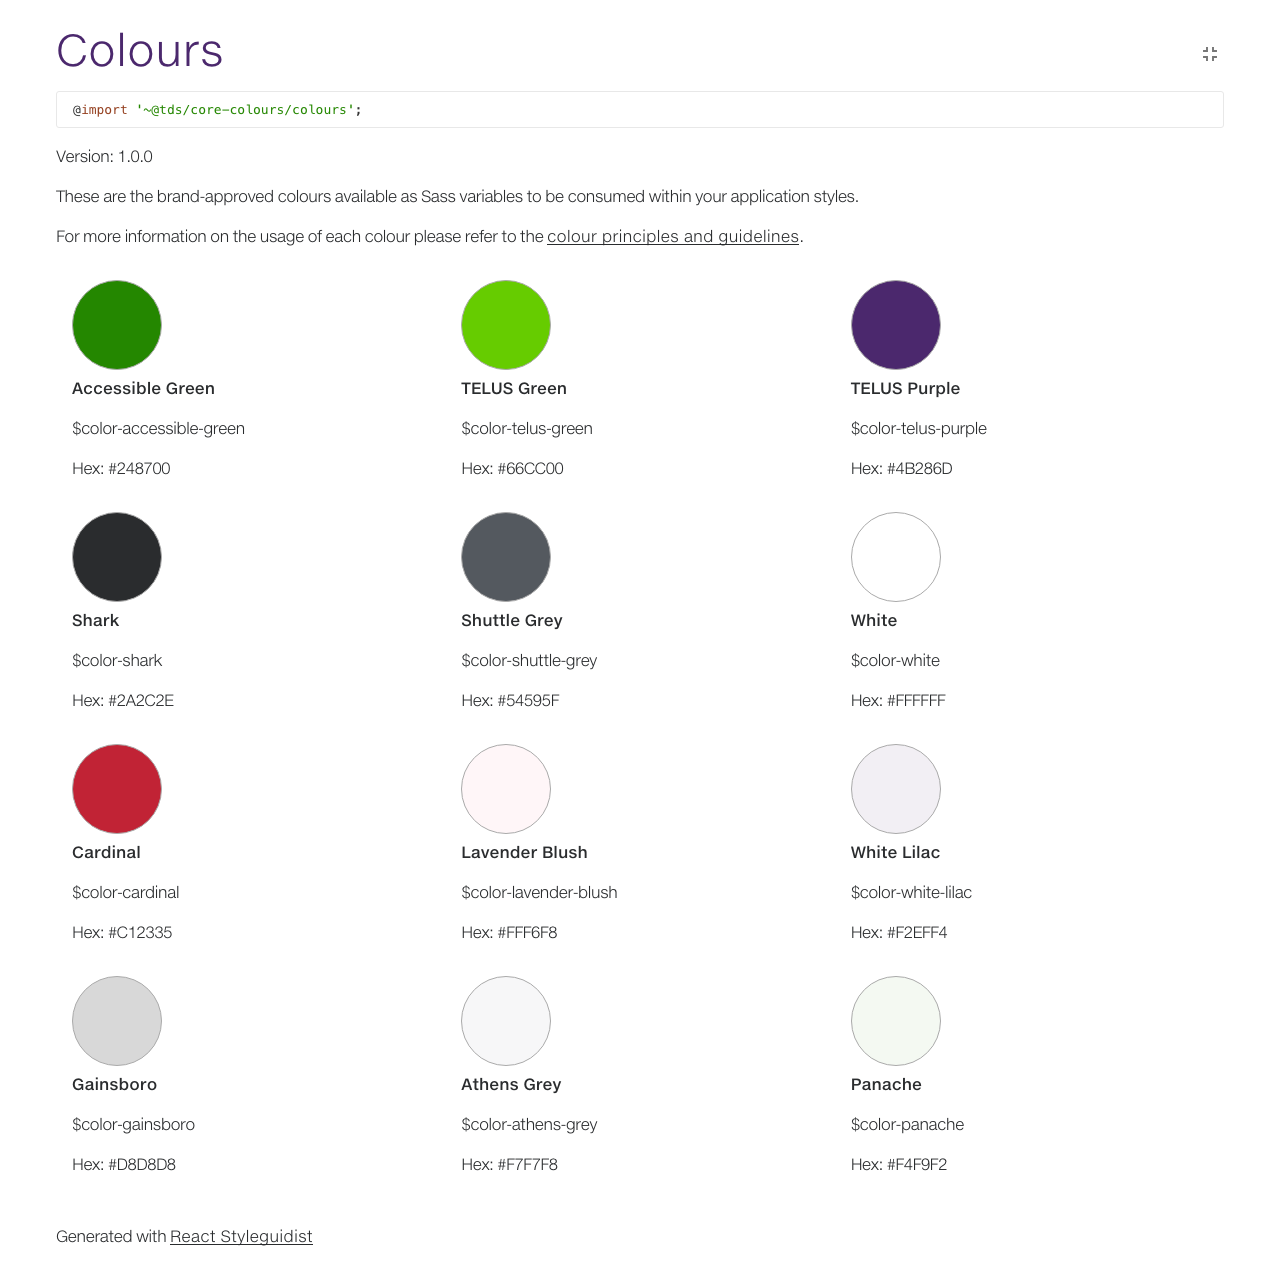 Colours
@import '~@tds/core-colours/colours';
Version: 1.0.0
These are the brand-approved colours available as Sass variables to be consumed within your application styles.
For more information on the usage of each colour please refer to the colour principles and guidelines.
Accessible Green
$color-accessible-green
Hex: #248700
TELUS Green
$color-telus-green
Hex: #66CC00
TELUS Purple
$color-telus-purple
Hex: #4B286D
Shark
$color-shark
Hex: #2A2C2E
Shuttle Grey
$color-shuttle-grey
Hex: #54595F
White
$color-white
Hex: #FFFFFF
Cardinal
$color-cardinal
Hex: #C12335
Lavender Blush
$color-lavender-blush
Hex: #FFF6F8
White Lilac
$color-white-lilac
Hex: #F2EFF4
Gainsboro
$color-gainsboro
Hex: #D8D8D8
Athens Grey
$color-athens-grey
Hex: #F7F7F8
Panache
$color-panache
Hex: #F4F9F2
Generated with React Styleguidist